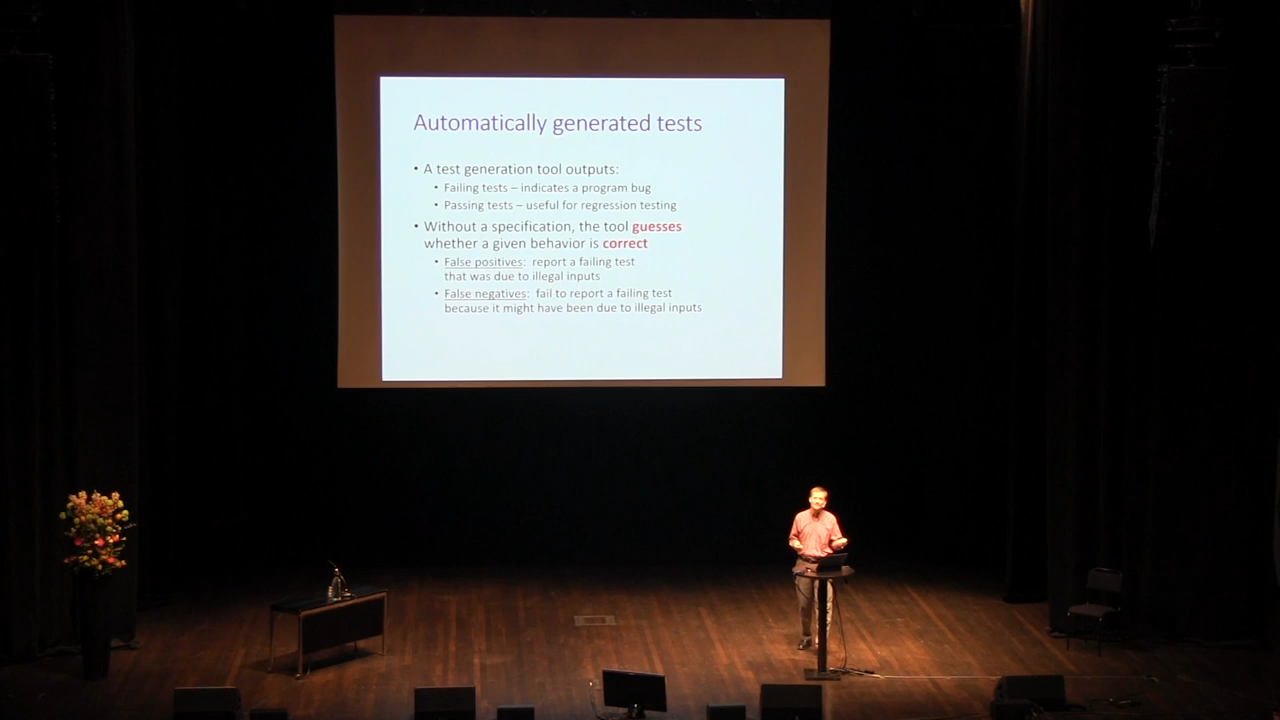 Automatically generated tests
• A test generation tool outputs:
• Failing tests – indicates a program bug
• Passing tests – useful for regression testing
• Without a specification, the tool guesses
whether a given behavior is correct
• False positives: report a failing test
that was due to illegal inputs
• False negatives: fail to report a failing test
because it might have been due to illegal inputs